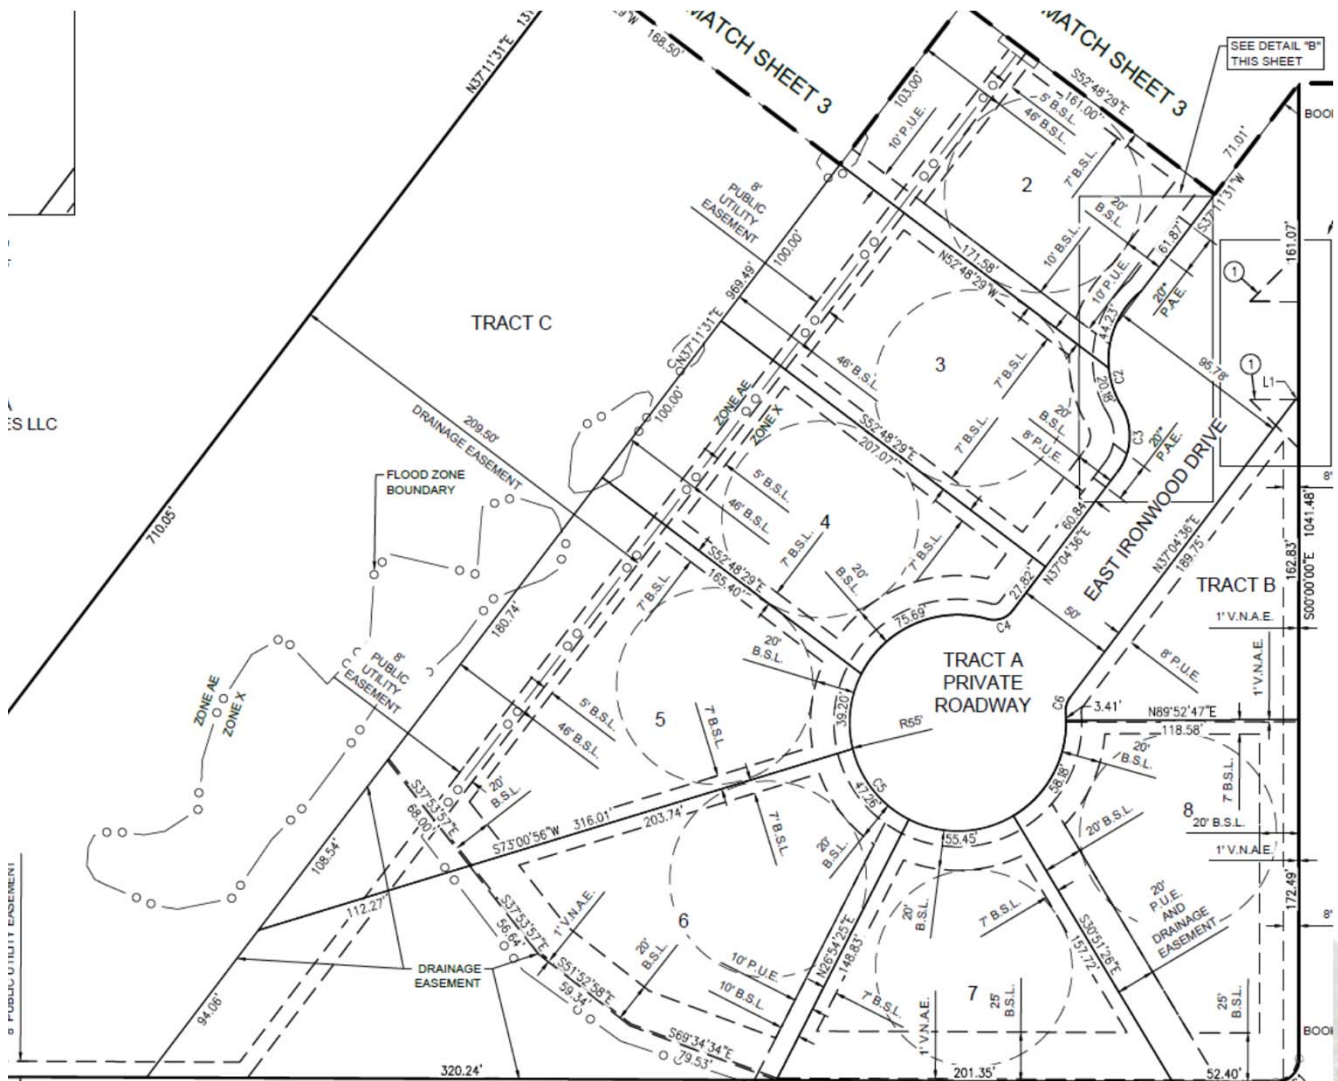 MATCH SHEET 3
MATCH SHEET 3
SEE DETAIL "B"
THIS SHEET
N37°11'31"E
168.50'
103.00'
10' P.U.E.
S52°48'29"E
161.00'
5' B.S.L.
46' B.S.L.
7' B.S.L.
2
71.01'
S37°11'31"W
161.07'
8'
PUBLIC
UTILITY
EASEMENT
100.00'
969.49'
N37°11'31"E
171.58'
N52°48'29"W
20'
B.S.L.
10' B.S.L.
61.87'
10' P.U.E.
20'
P.A.E.
44.23'
1
TRACT C
3
46' B.S.L.
7' B.S.L.
7' B.S.L.
C2
20.18'
95.78'
1
L1
100.00'
ZONE AE
ZONE X
209.50'
DRAINAGE EASEMENT
S52°48'29"E
207.07'
20'
B.S.L.
8' P.U.E.
C3
20'
P.A.E.
ES LLC
FLOOD ZONE
BOUNDARY
710.05'
5' B.S.L.
46' B.S.L.
4
7' B.S.L.
7' B.S.L.
60.84'
N37°04'36"E
27.82'
EAST IRONWOOD DRIVE
N37°04'36"E
189.75'
162.83'
S00°00'00"E 1041.48'
S52°48'29"E
165.40'
7' B.S.L.
20'
B.S.L.
75.69'
C4
50'
TRACT B
1' V.N.A.E.
1' V.N.A.E.
180.74'
8'
PUBLIC
UTILITY
EASEMENT
ZONE AE
ZONE X
20'
B.S.L.
TRACT A
PRIVATE
ROADWAY
8' P.U.E.
C6
3.41'
N89°52'47"E
118.58'
5' B.S.L.
46' B.S.L.
5
7' B.S.L.
39.20'
R55'
20'
B.S.L.
7' B.S.L.
58.18'
S37°53'57"E
68.00'
20'
B.S.L.
C5
47.26'
S73°00'56"W
316.01'
203.74'
7' B.S.L.
20'
B.S.L.
55.45'
20' B.S.L.
8
20' B.S.L.
1' V.N.A.E.
172.49'
108.54'
112.27'
S37°53'57"E
56.64'
1' V.N.A.E.
6
20'
B.S.L.
7' B.S.L.
20'
P.U.E.
AND
DRAINAGE
EASEMENT
8' PUBLIC UTILITY EASEMENT
DRAINAGE
EASEMENT
S51°52'58"E
59.34'
20'
B.S.L.
10' P.U.E.
10' B.S.L.
N26°54'25"E
148.83'
7' B.S.L.
7
S30°51'26"E
157.72'
94.06'
S69°34'34"E
79.53'
1' V.N.A.E.
25'
B.S.L.
25'
B.S.L.
320.24'
201.35'
52.40'